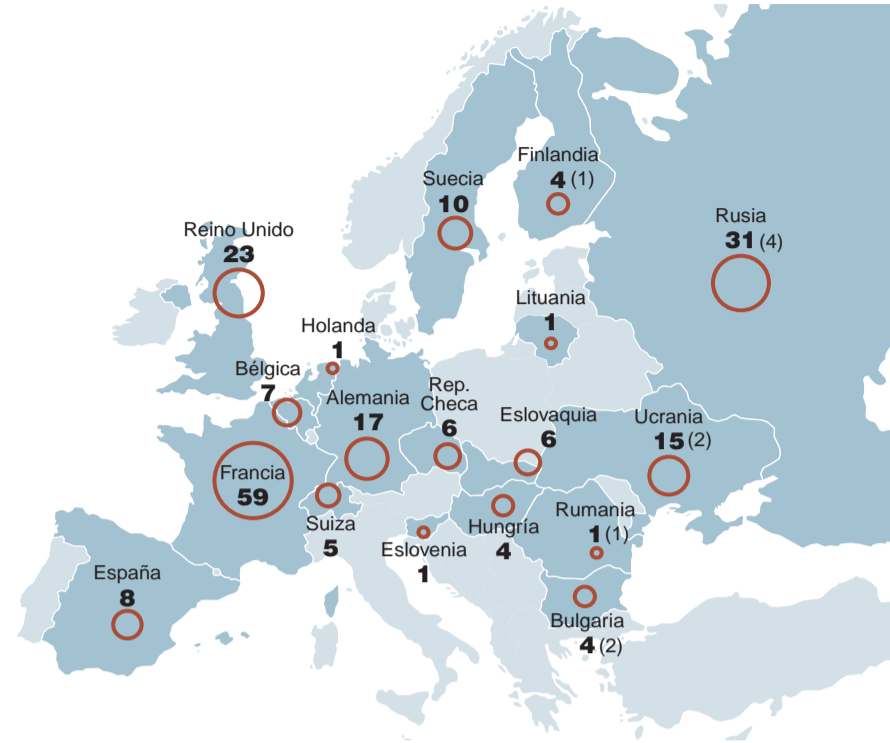 Finlandia
4 (1)
Suecia
10
Rusia
31 (4)
Reino Unido
23
Lituania
1
Holanda
1
Bélgica
7
Alemania
17
Rep.
Checa
6
Eslovaquia
6
Ucrania
15 (2)
Francia
59
Suiza
5
Eslovenia
1
Hungría
4
Rumania
1 (1)
España
8
Bulgaria
4 (2)